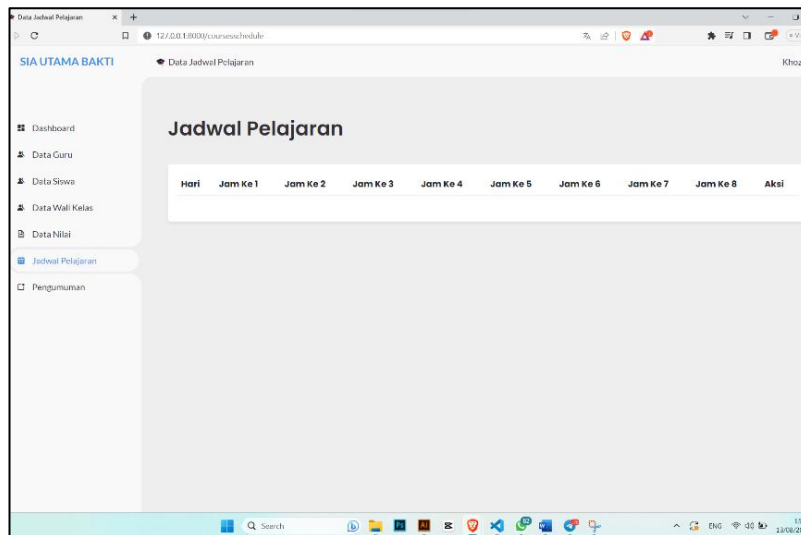 Data Jadwal Pelajaran
127.0.0.1:8000/coursesschedule
SIA UTAMA BAKTI
Data Jadwal Pelajaran
Khoz
Dashboard
Data Guru
Data Siswa
Data Wali Kelas
Data Nilai
Jadwal Pelajaran
Pengumuman
Jadwal Pelajaran
Hari Jam Ke 1 Jam Ke 2 Jam Ke 3 Jam Ke 4 Jam Ke 5 Jam Ke 6 Jam Ke 7 Jam Ke 8 Aksi
Search
ENG